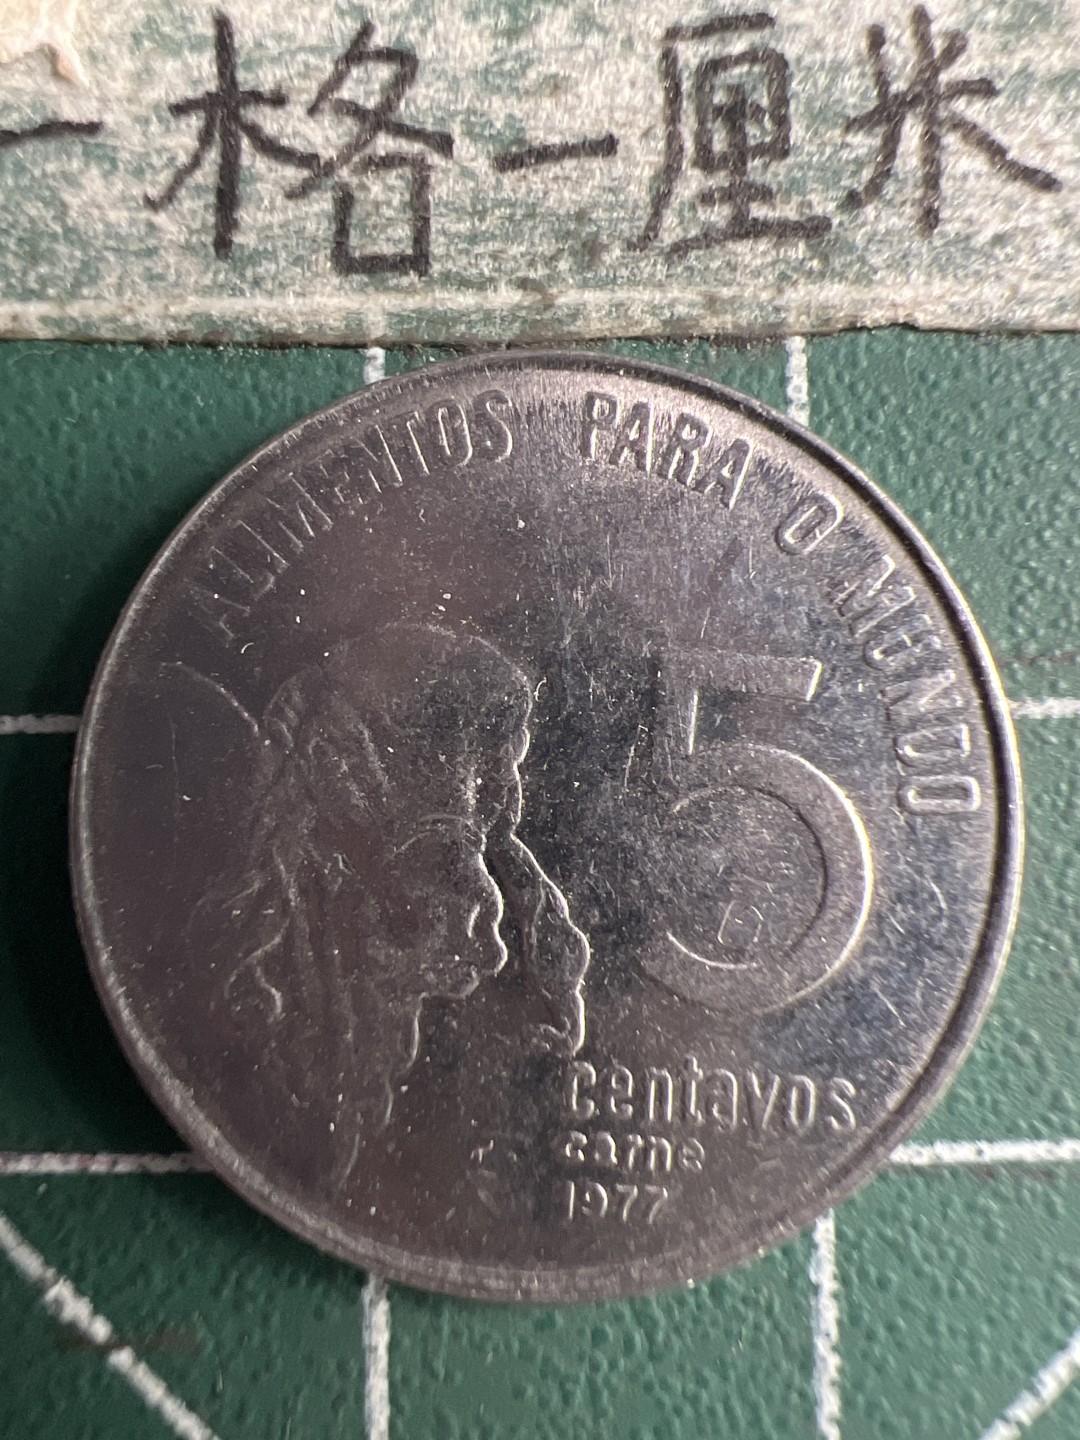 一格一厘米
ALIMENTOS PARA O MUNDO
5
centavos
carne
1977